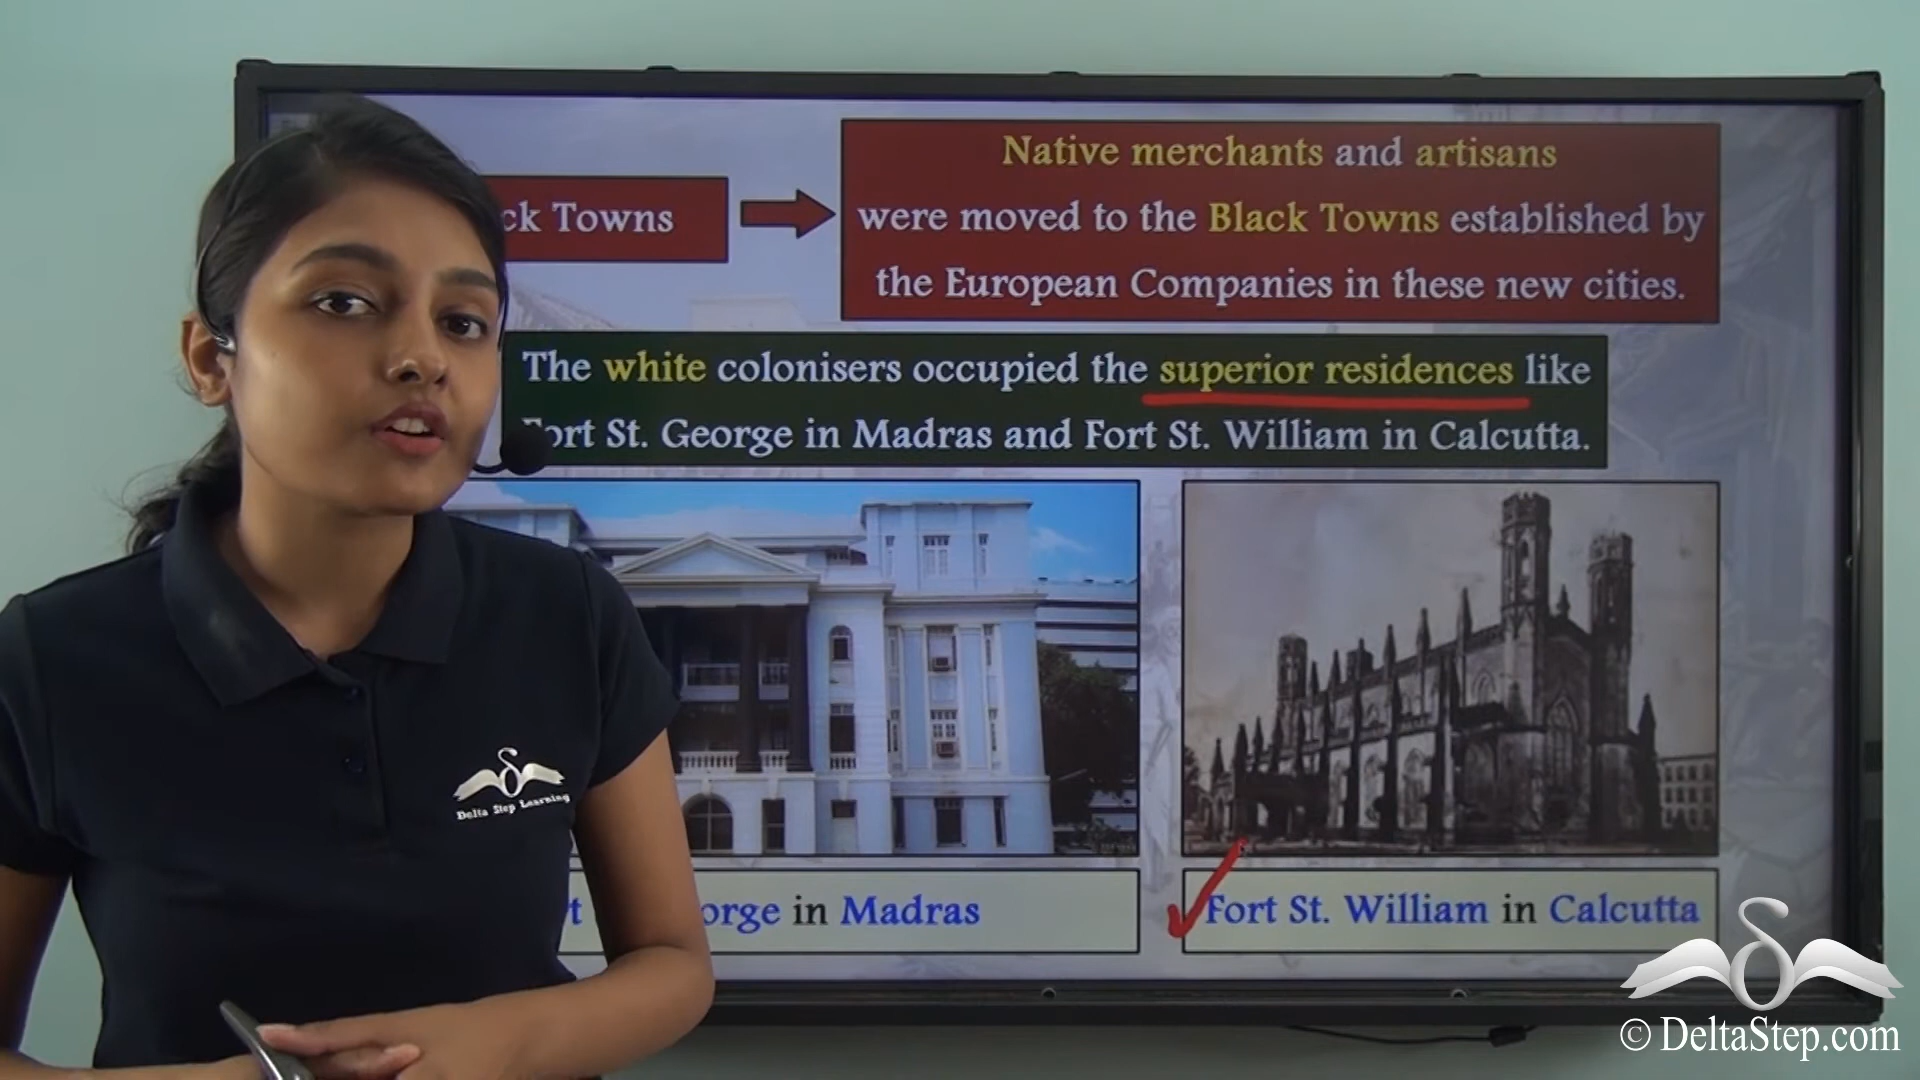 ck Towns
Native merchants and artisans
were moved to the Black Towns established by
the European Companies in these new cities.
The white colonisers occupied the superior residences like
Fort St. George in Madras and Fort St. William in Calcutta.
orge in Madras
Fort St. William in Calcutta
Delta Step Learning
© DeltaStep.com